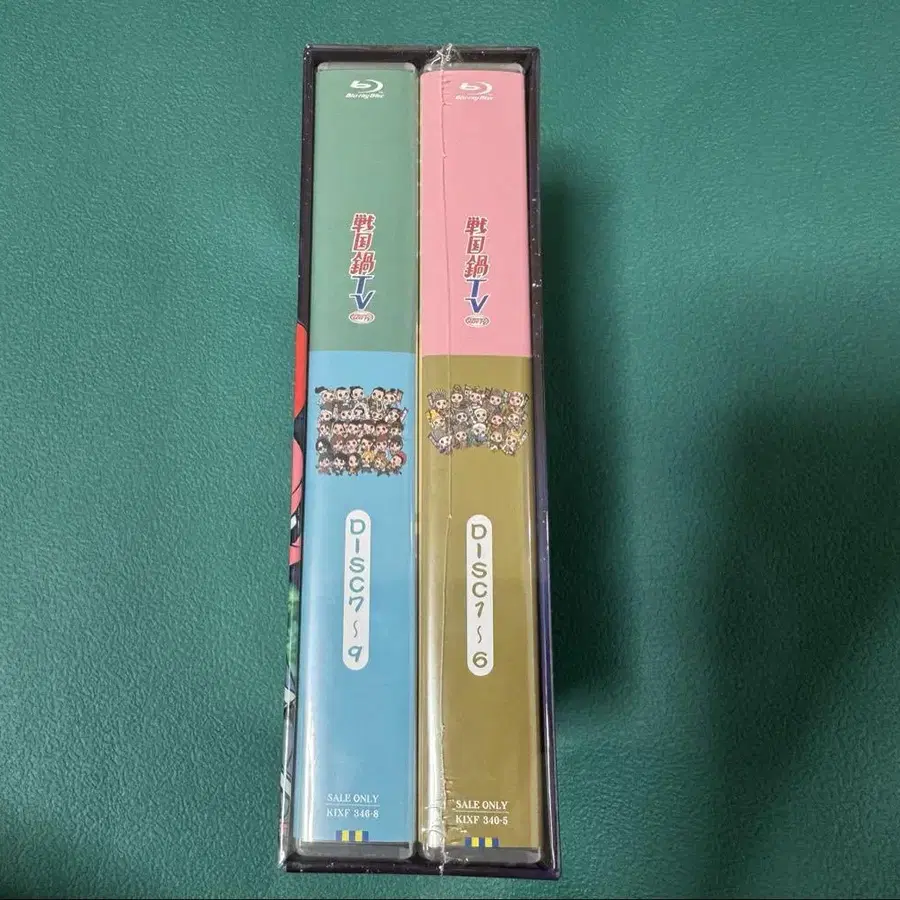 Blu-ray Disc
戦国鍋TV
DISC7〜9
SALE ONLY
KIXF 346-8
Blu-ray Disc
戦国鍋TV
DISC1〜6
SALE ONLY
KIXF 340-5